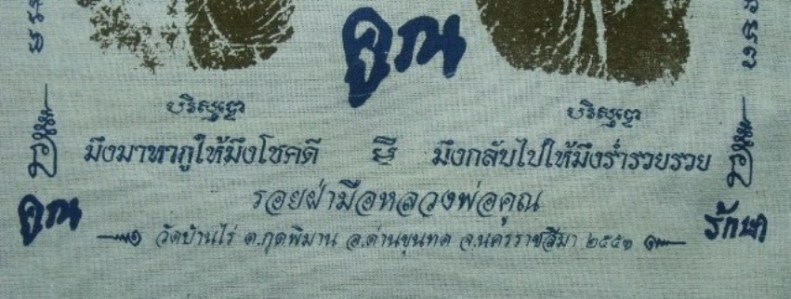 คูณ
ปริสุทฺโธ ปริสุทฺโธ
มึงมาหากูให้มึงโชคดี มึงกลับไปให้มึงร่ำรวยรวย
รอยฝ่ามือหลวงพ่อคูณ
คูณ รักษา
วัดบ้านไร่ ต.กุดพิมาน อ.ด่านขุนทด จ.นครราชสีมา ๒๕๕๑